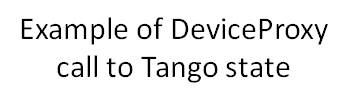 Example of DeviceProxy
call to Tango state